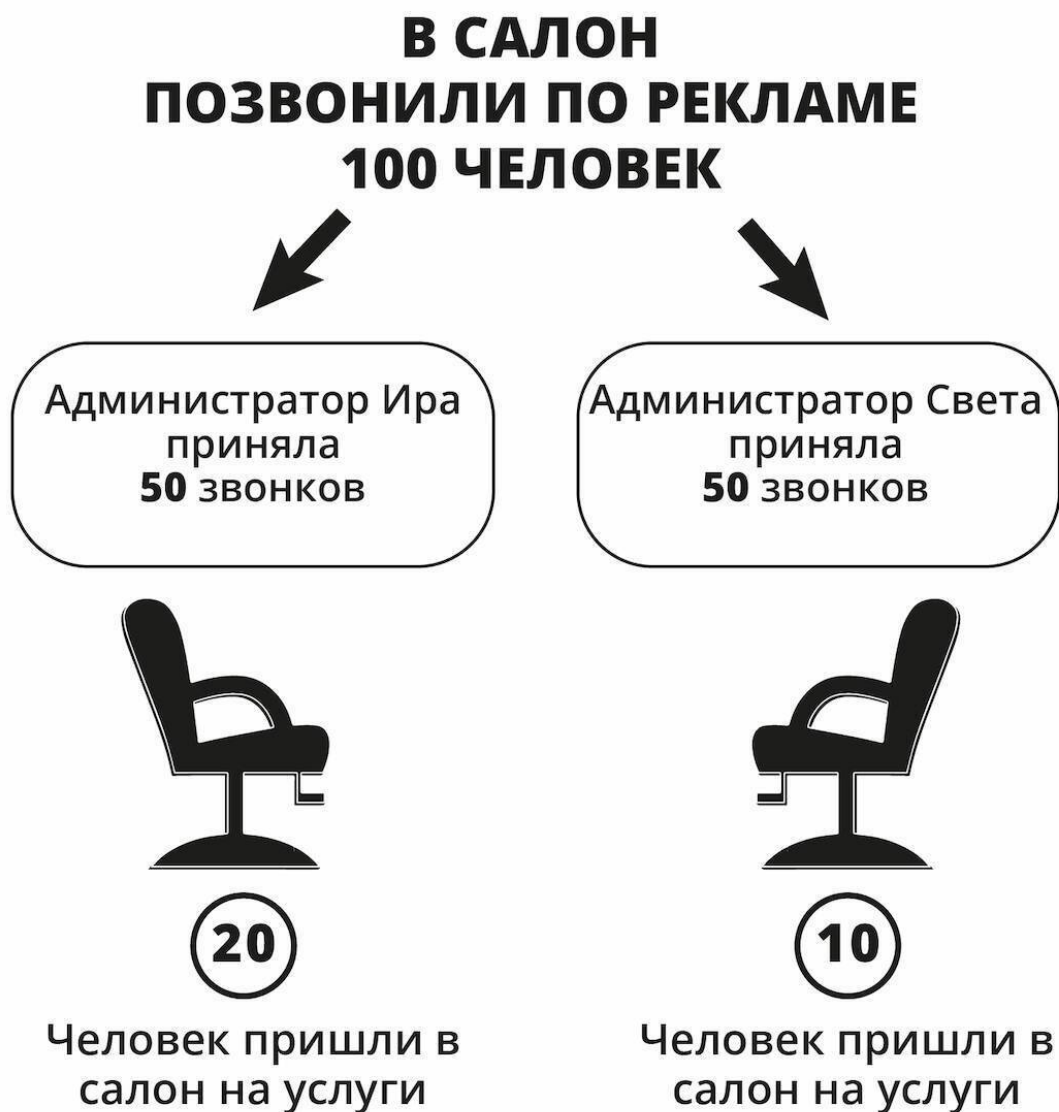 В САЛОН
ПОЗВОНИЛИ ПО РЕКЛАМЕ
100 ЧЕЛОВЕК
Администратор Ира
приняла
50 звонков
Администратор Света
приняла
50 звонков
20
Человек пришли в
салон на услуги
10
Человек пришли в
салон на услуги